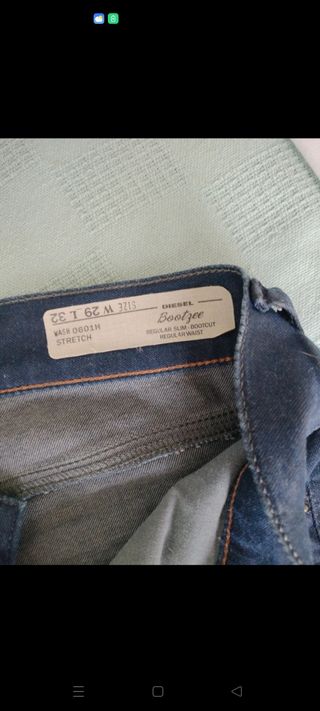 DIESEL
Bootzee
REGULAR SLIM - BOOTCUT
REGULAR WAIST
SIZE W 29 L 32
WASH 0601H
STRETCH